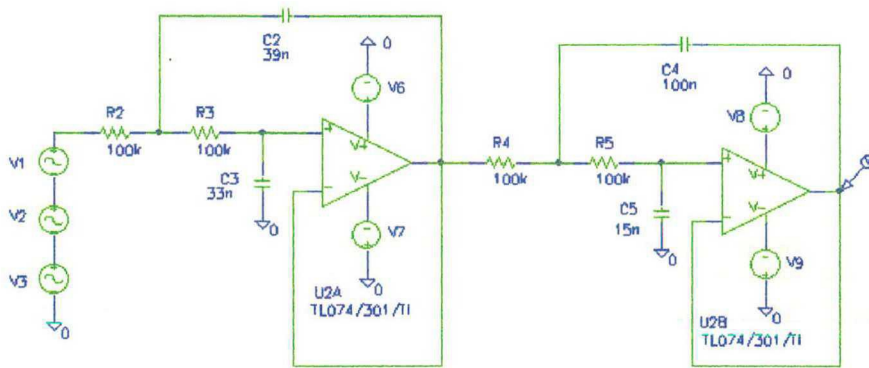 C2
39n
0
V6
R2
100k
R3
100k
V+
V-
C3
33n
0
V7
0
U2A
TL074/301/TI
V1
V2
V3
0
C4
100n
0
V8
R4
100k
R5
100k
V+
V-
C5
15n
0
V9
0
U2B
TL074/301/TI